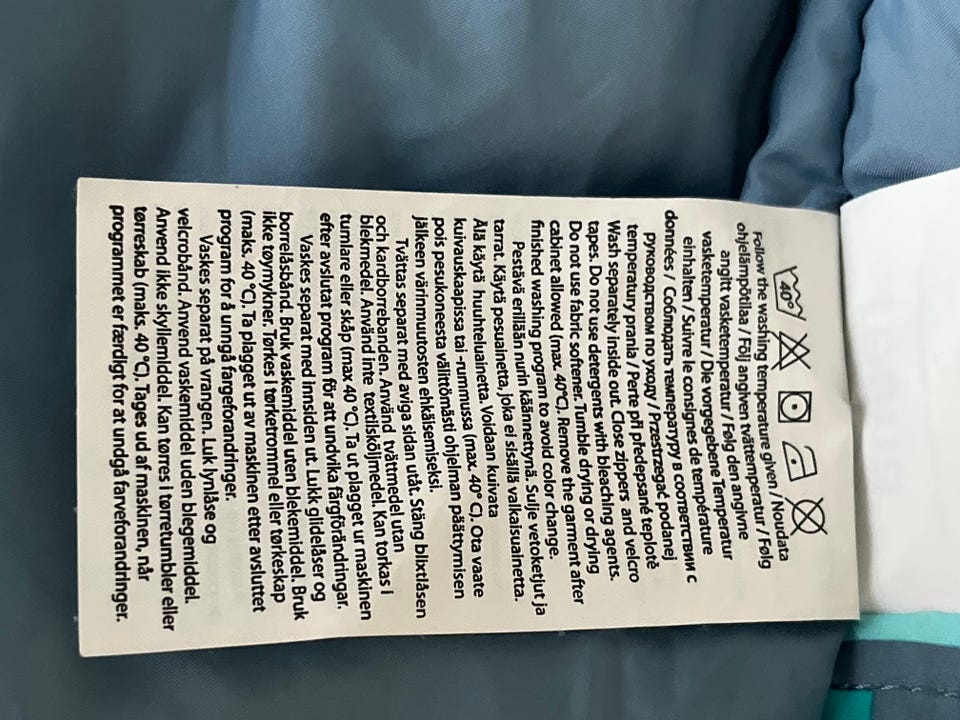 40°
Follow the washing temperature given / Noudata
ohjelämpötilaa / Följ angiven tvättemperatur / Følg
angitt vasketemperatur / Følg den angivne
vasketemperatur / Die vorgegebene Temperatur
einhalten / Suivre le consignes de température
données / Соблюдать температуру в соответствии с
руководством по уходу / Przestrzegać podanej
temperatury prania / Perte při předepsané teplotě
Wash separately inside out. Close zippers and velcro
tapes. Do not use detergents with bleaching agents.
Do not use fabric softener. Tumble drying or drying
cabinet allowed (max. 40°C). Remove the garment after
finished washing program to avoid color change.
Pestävä erillään nurin käännettynä. Sulje vetoketjut ja
tarrat. Käytä pesuainetta, joka ei sisällä valkaisuainetta.
Älä käytä huuhteluainetta. Voidaan kuivata
kuivauskaapissa tai -rummussa (max. 40° C). Ota vaate
pois pesukoneesta välittömästi ohjelman päättymisen
jälkeen värimuutosten ehkäisemiseksi.
Tvättas separat med aviga sidan utåt. Stäng blixtlåsen
och kardborrebanden. Använd tvättmedel utan
blekmedel. Använd inte textilsköljmedel. Kan torkas i
tumlare eller skåp (max 40 °C). Ta ut plagget ur maskinen
efter avslutat program för att undvika färgförändringar.
Vaskes separat med innsiden ut. Lukk glidelåser og
borrelåsbånd. Bruk vaskemiddel uten blekemiddel. Bruk
ikke tøymykner. Tørkes i tørketrommel eller tørkeskap
(maks. 40 °C). Ta plagget ut av maskinen etter avsluttet
program for å unngå fargeforandringer.
Vaskes separat på vrangen. Luk lynlåse og
velcrobånd. Anvend vaskemiddel uden blegemiddel.
Anvend ikke skyllemiddel. Kan tørres i tørretumbler eller
tørreskab (maks. 40 °C). Tages ud af maskinen, når
programmet er færdigt for at undgå farveforandringer.